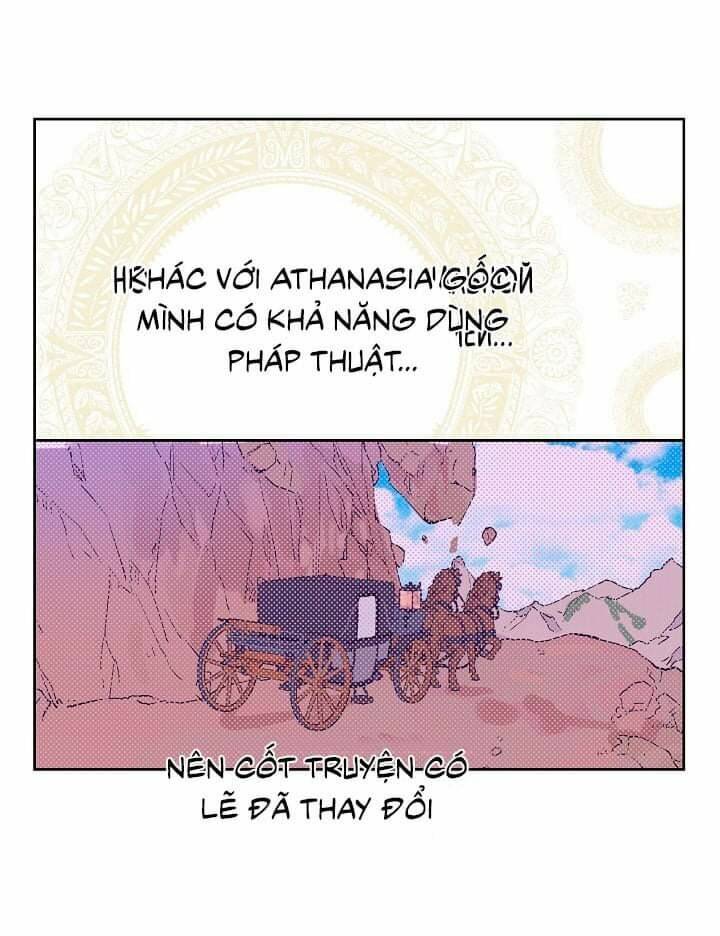 KHÁC VỚI ATHANASIA GỐC
MÌNH CÓ KHẢ NĂNG DÙNG
PHÁP THUẬT...
NÊN CỐT TRUYỆN CÓ
LẼ ĐÃ THAY ĐỔI